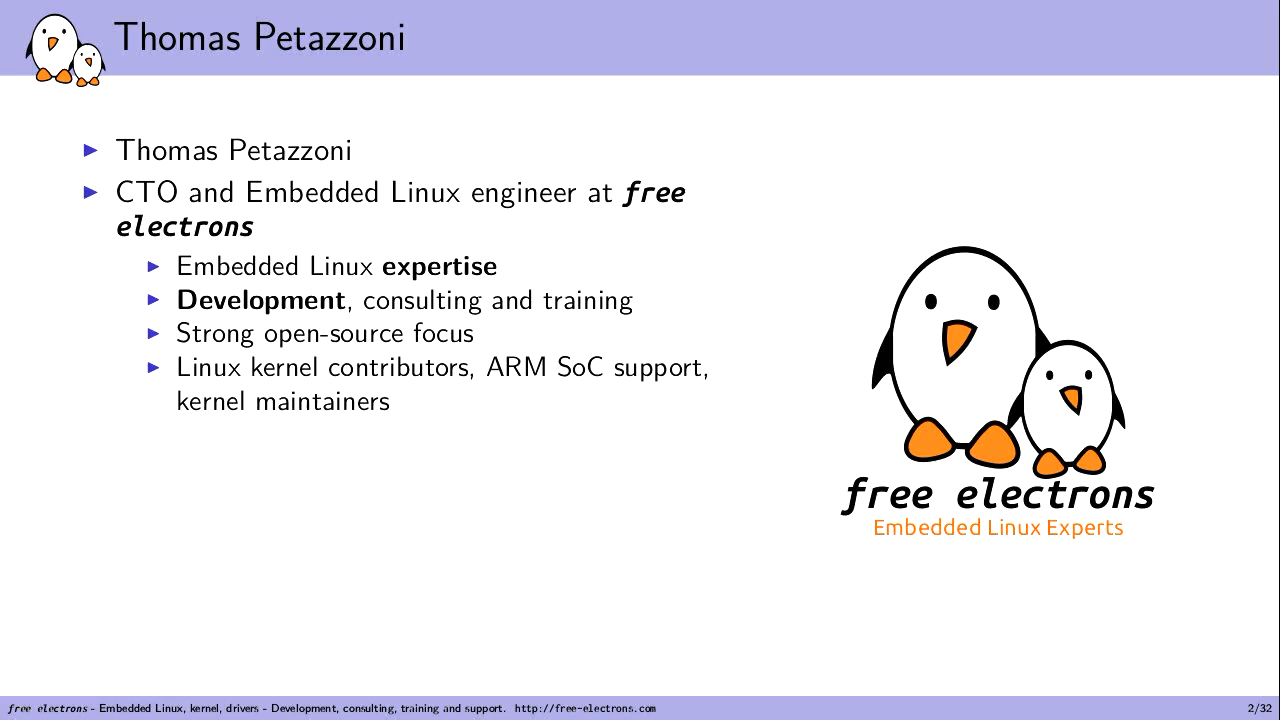 Thomas Petazzoni
Thomas Petazzoni
CTO and Embedded Linux engineer at free
electrons
Embedded Linux expertise
Development, consulting and training
Strong open-source focus
Linux kernel contributors, ARM SoC support,
kernel maintainers
free electrons
Embedded Linux Experts
free electrons - Embedded Linux, kernel, drivers - Development, consulting, training and support. http://free-electrons.com
2/32